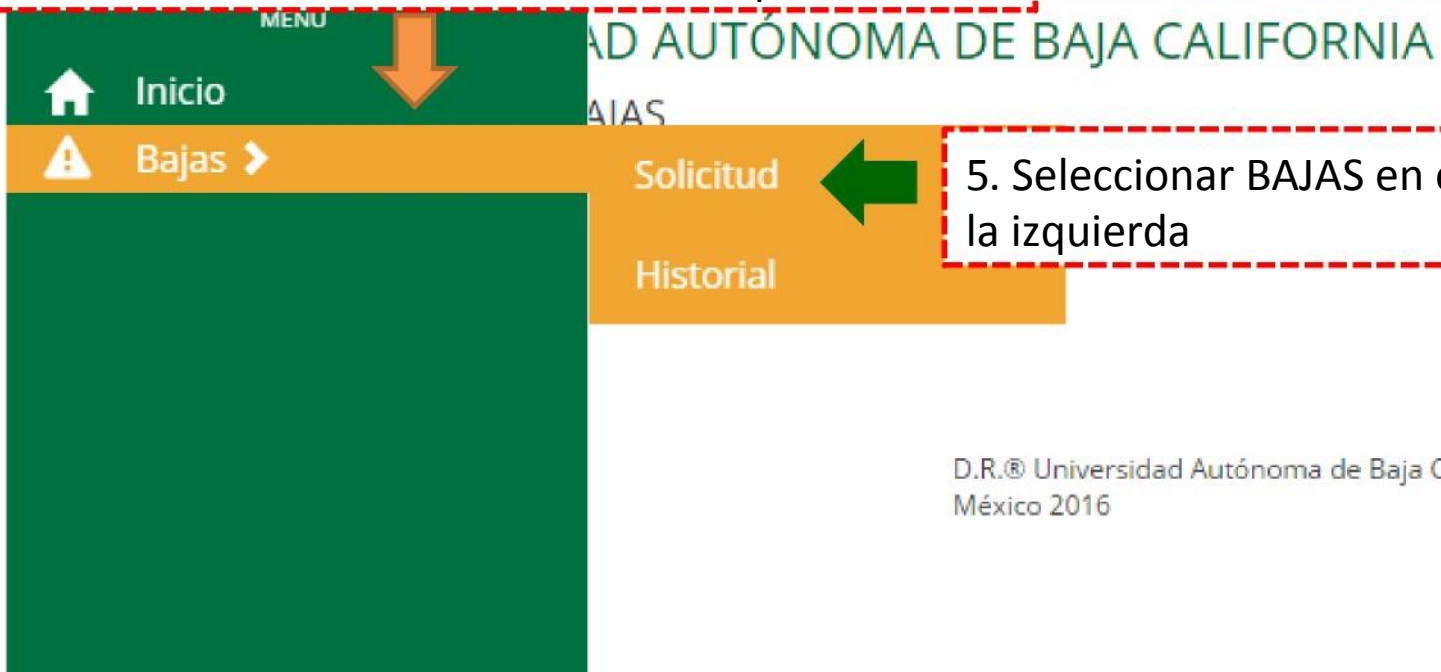 MENU
AD AUTÓNOMA DE BAJA CALIFORNIA
Inicio
AJAS
Bajas
Solicitud
5. Seleccionar BAJAS en
la izquierda
Historial
D.R.® Universidad Autónoma de Baja
México 2016